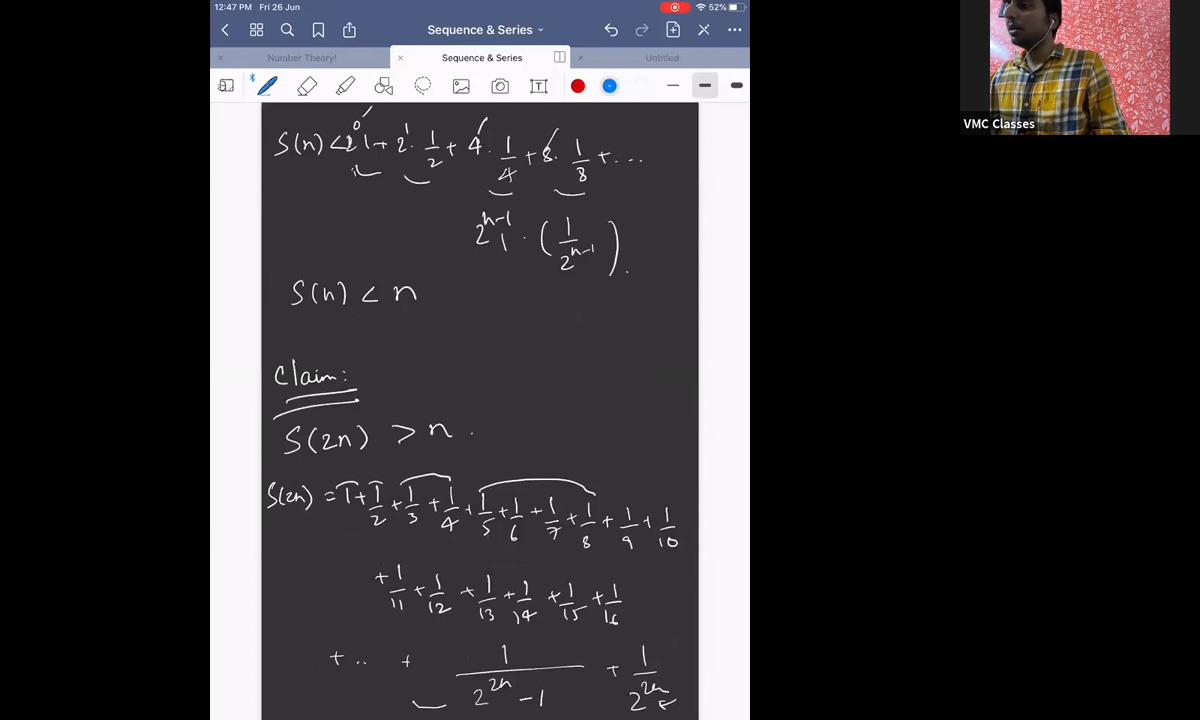 12:47 PM Fri 26 Jun
52%
Sequence & Series
Number Theory!
Sequence & Series
Untitled
VMC Classes
S(n) < 2^0 · 1 + 2^1 · 1/2 + 4 · 1/4 + 8 · 1/8 + ...
2^(n-1) · (1/2^(n-1)).
S(n) < n
Claim:
S(2n) > n.
S(2n) = 1 + 1/2 + 1/3 + 1/4 + 1/5 + 1/6 + 1/7 + 1/8 + 1/9 + 1/10
+ 1/11 + 1/12 + 1/13 + 1/14 + 1/15 + 1/16
+ .. + 1/(2^(2n) - 1) + 1/2^(2n)